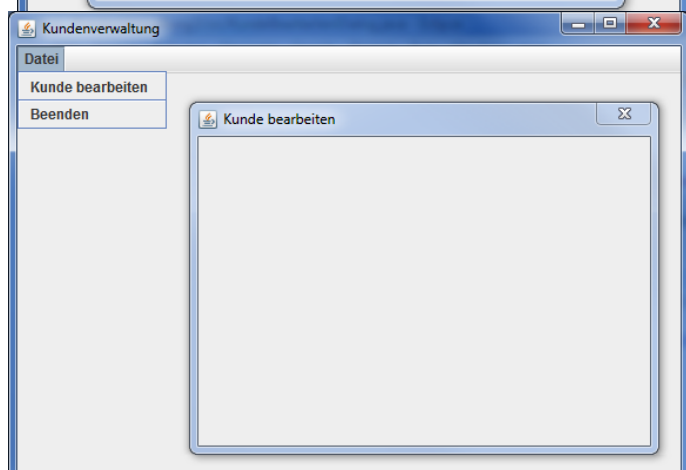 Kundenverwaltung
Datei
Kunde bearbeiten
Beenden
Kunde bearbeiten